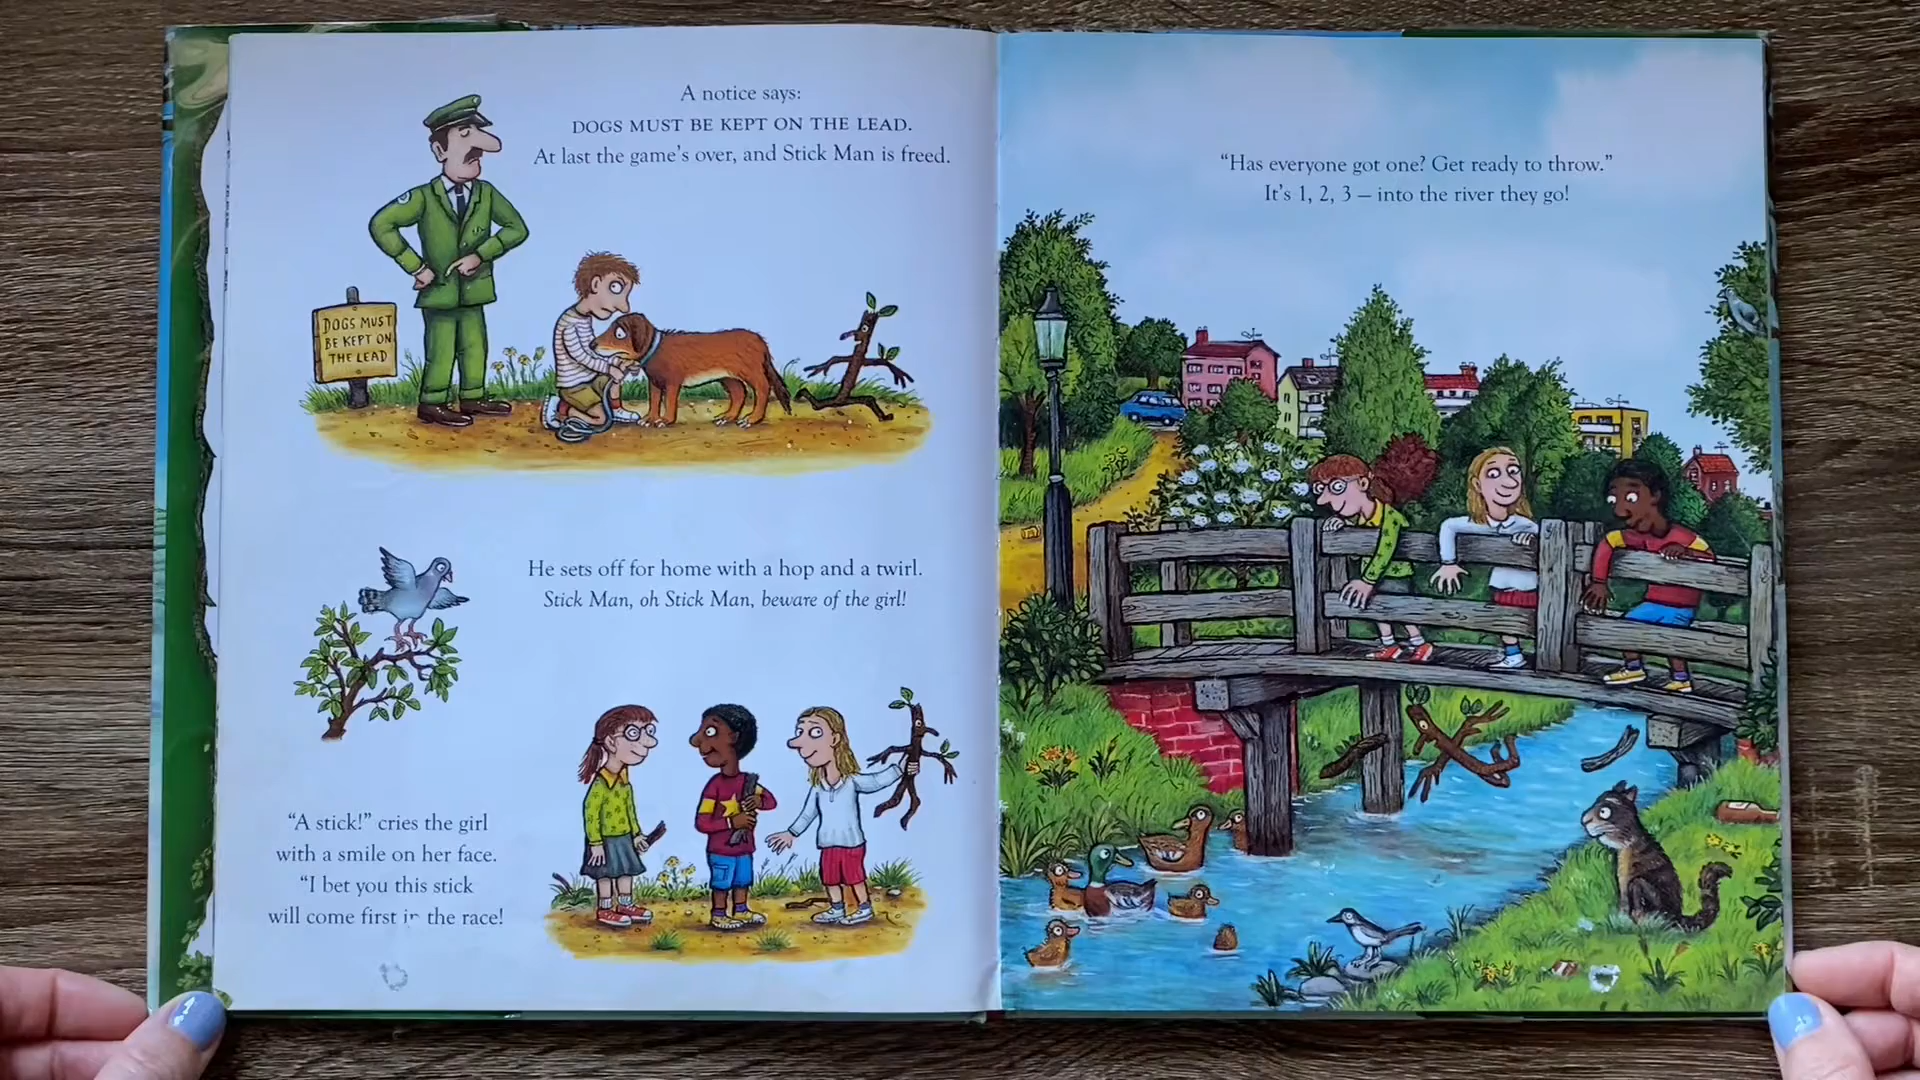 A notice says:
DOGS MUST BE KEPT ON THE LEAD.
At last the game's over, and Stick Man is freed.
DOGS MUST
BE KEPT ON
THE LEAD
He sets off for home with a hop and a twirl.
Stick Man, oh Stick Man, beware of the girl!
“A stick!” cries the girl
with a smile on her face.
“I bet you this stick
will come first in the race!
“Has everyone got one? Get ready to throw.”
It's 1, 2, 3 – into the river they go!